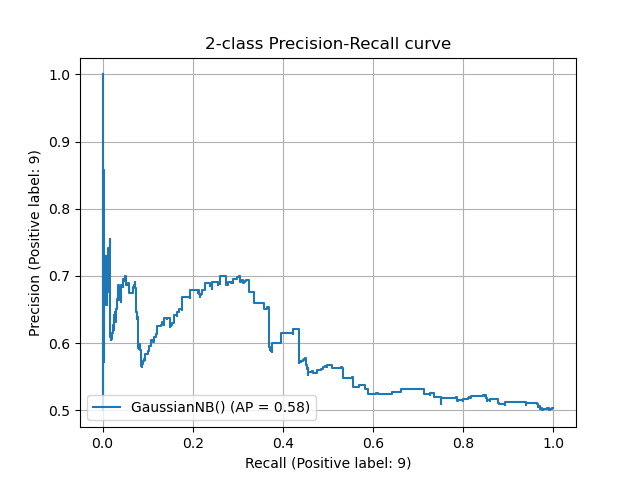 2-class Precision-Recall curve
Precision (Positive label: 9)
1.0
0.9
0.8
0.7
0.6
0.5
GaussianNB() (AP = 0.58)
0.0 0.2 0.4 0.6 0.8 1.0
Recall (Positive label: 9)